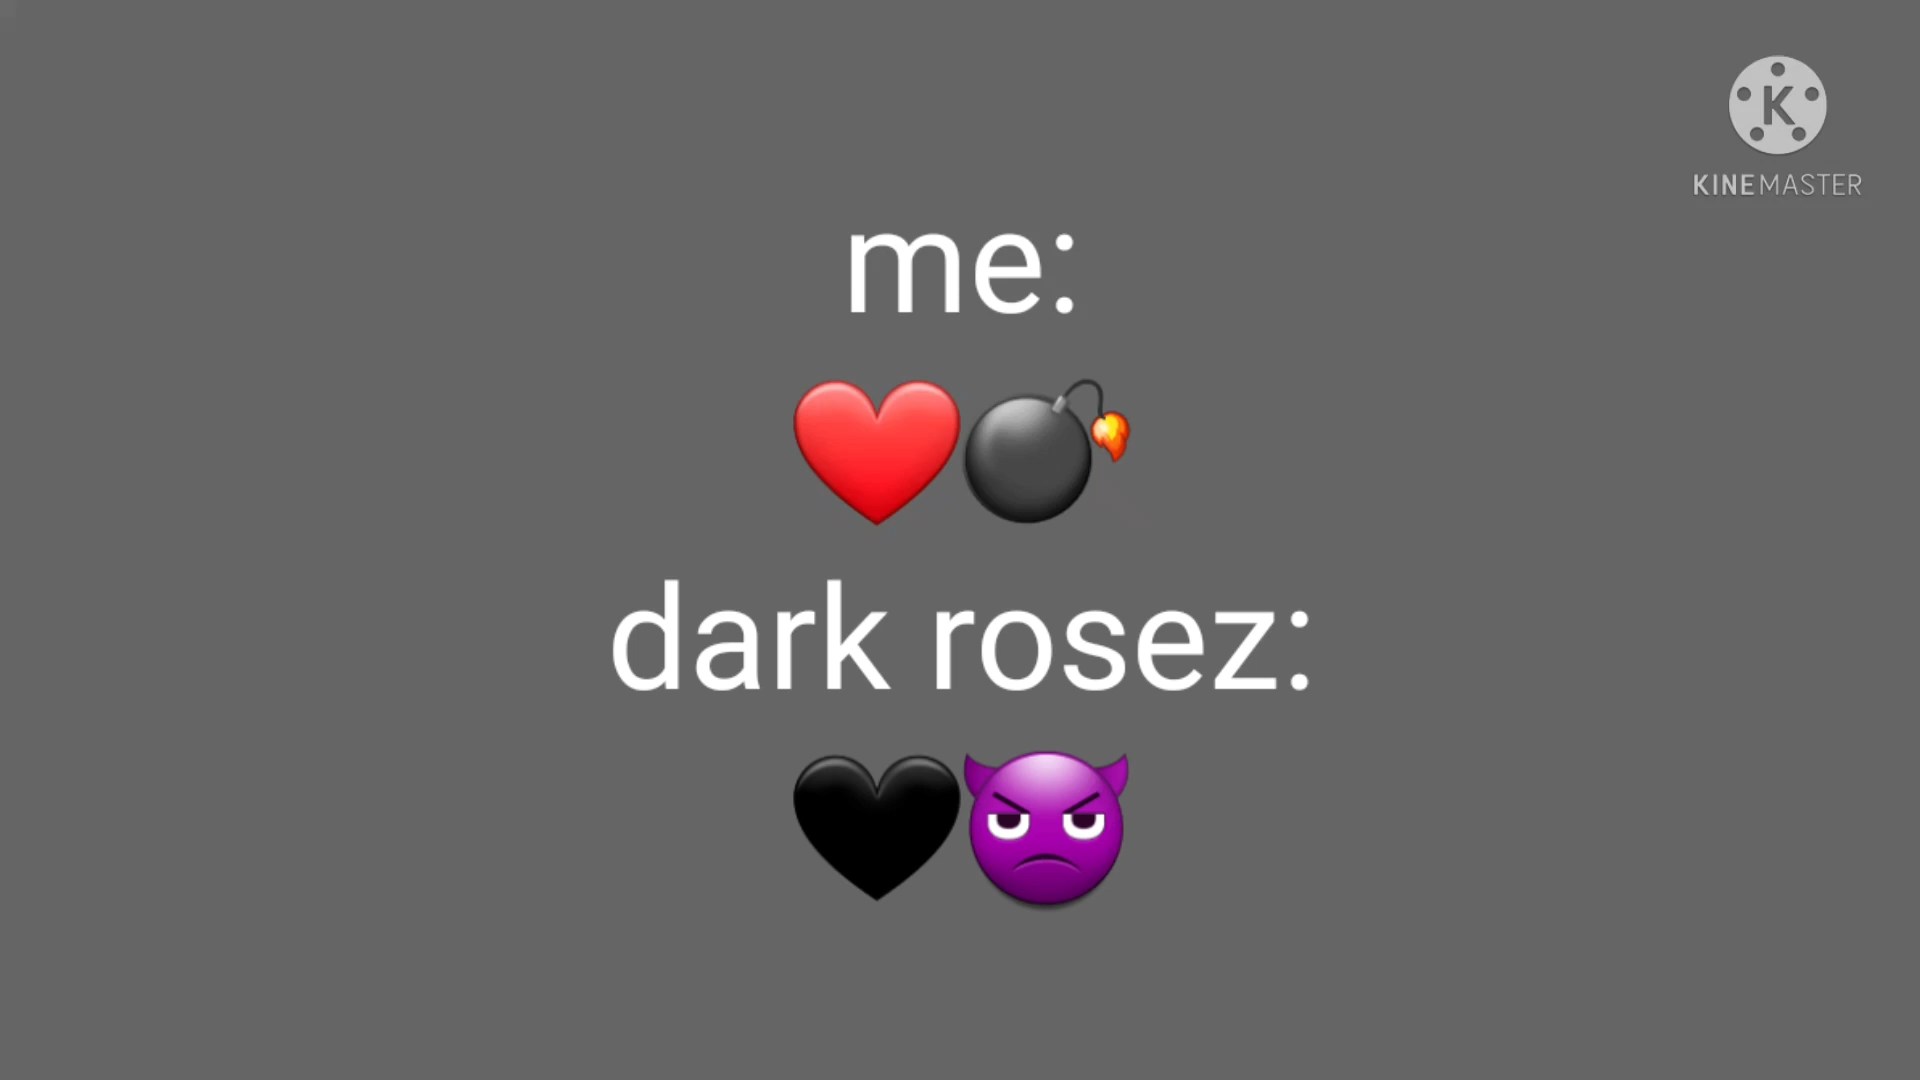 K
KINEMASTER
me:
❤️💣
dark rosez:
🖤👿